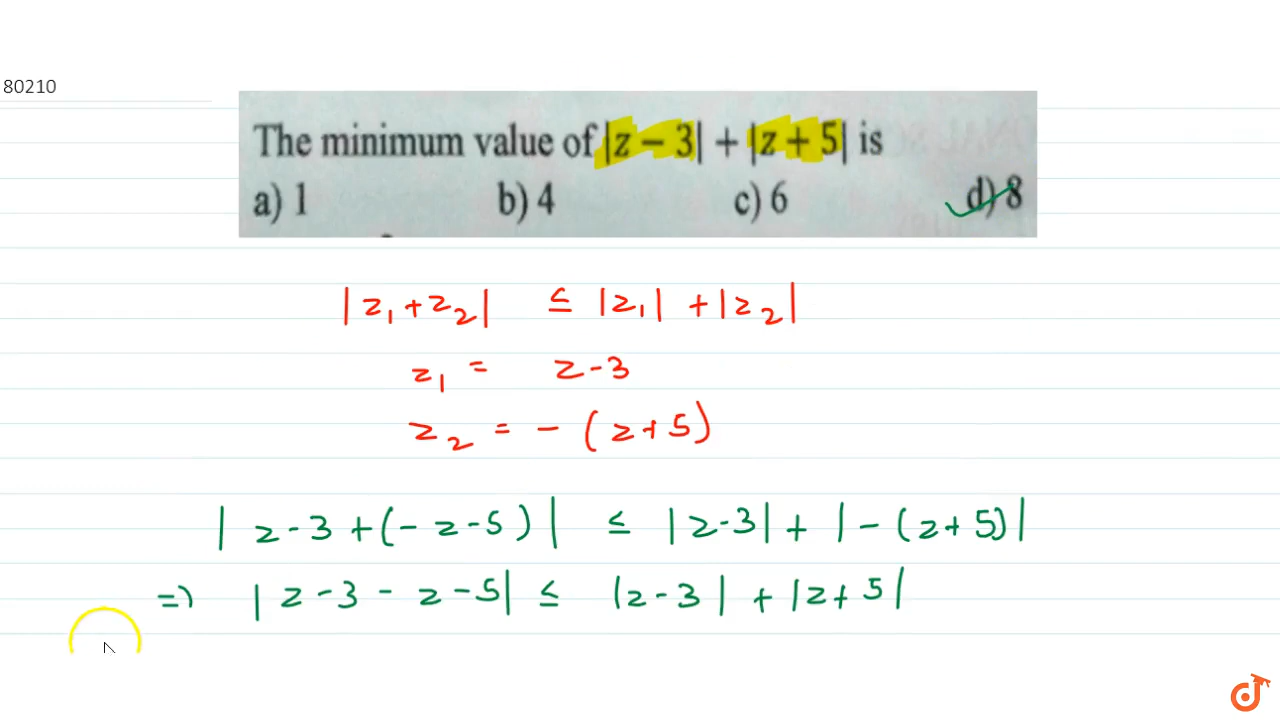 80210
The minimum value of |z − 3| + |z + 5| is
a) 1 b) 4 c) 6 d) 8
|z₁ + z₂| ≤ |z₁| + |z₂|
z₁ = z - 3
z₂ = - (z + 5)
| z - 3 + (- z - 5) | ≤ |z - 3| + | - (z + 5)|
=> | z - 3 - z - 5| ≤ |z - 3| + |z + 5|